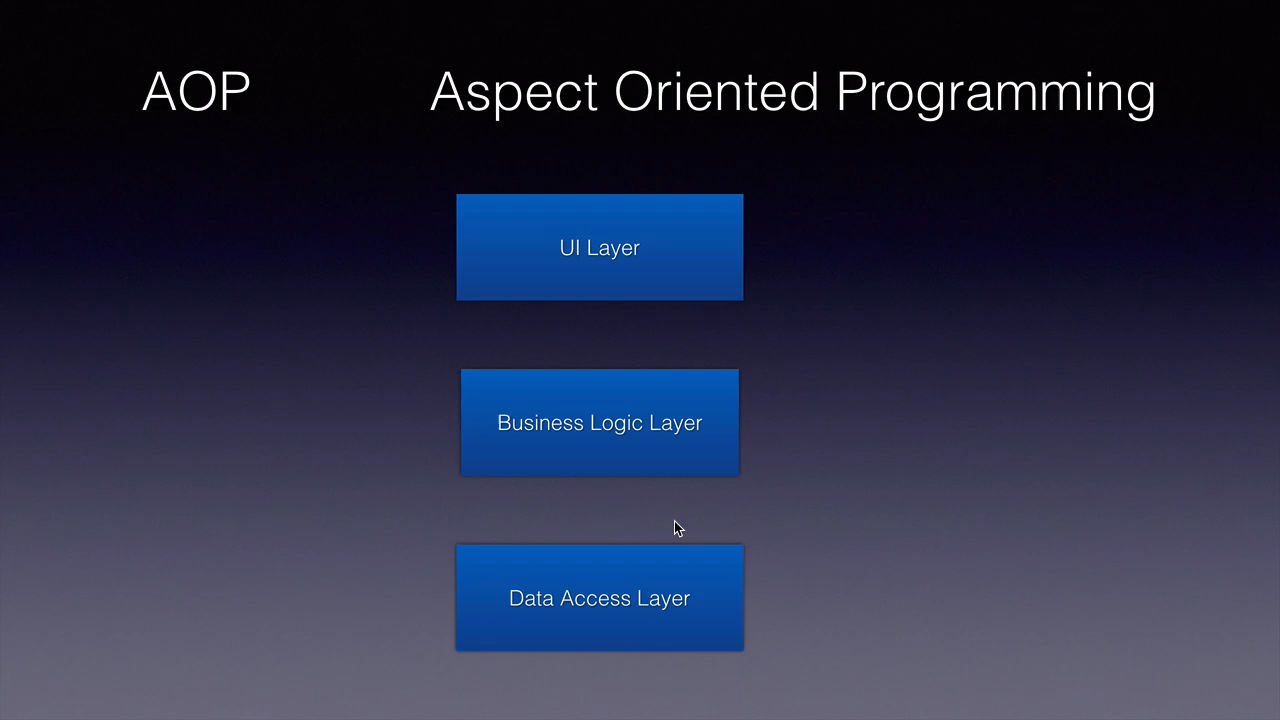 AOP Aspect Oriented Programming
UI Layer
Business Logic Layer
Data Access Layer